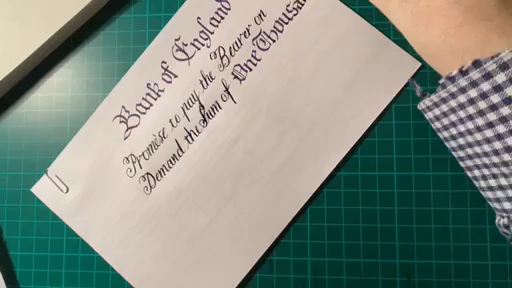 Bank of England
Promise to pay the Bearer on
Demand the Sum of One Thousa